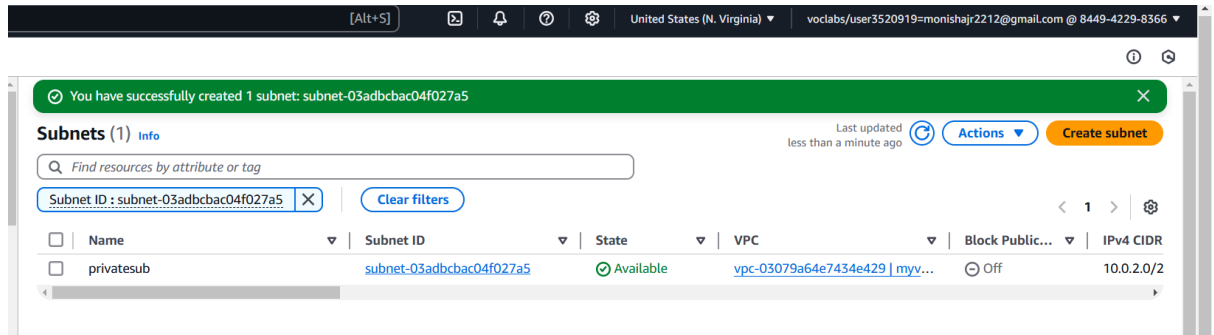 [Alt+S] United States (N. Virginia) ▼ voclabs/user3520919=monishajr2212@gmail.com @ 8449-4229-8366 ▼
You have successfully created 1 subnet: subnet-03adbcbac04f027a5
Subnets (1) Info
Last updated
less than a minute ago
Actions ▼
Create subnet
Find resources by attribute or tag
Subnet ID : subnet-03adbcbac04f027a5
Clear filters
< 1 >
Name Subnet ID State VPC Block Public... IPv4 CIDR
privatesub subnet-03adbcbac04f027a5 Available vpc-03079a64e7434e429 | myv... Off 10.0.2.0/2